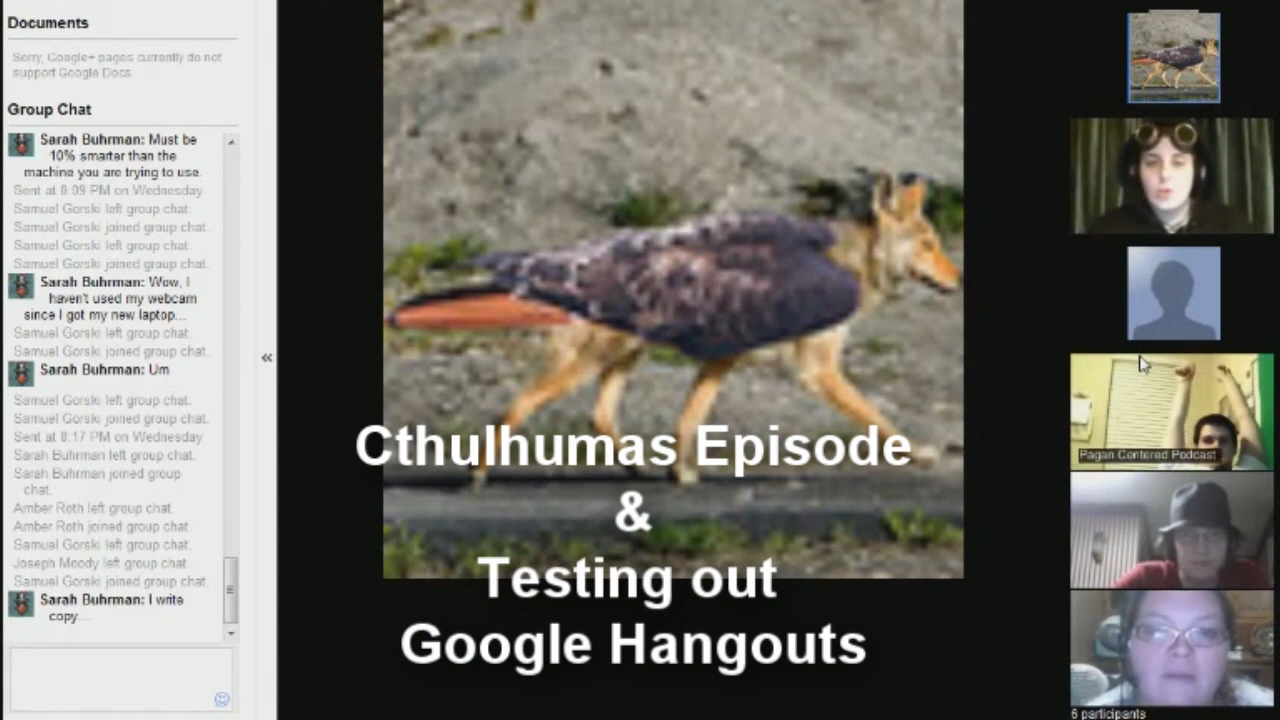 Documents
Sorry, Google+ pages currently do not
support Google Docs.
Group Chat
Sarah Buhrman: Must be
10% smarter than the
machine you are trying to use.
Sent at 8:09 PM on Wednesday
Samuel Gorski left group chat.
Samuel Gorski joined group chat.
Samuel Gorski left group chat.
Samuel Gorski joined group chat.
Sarah Buhrman: Wow, I
haven't used my webcam
since I got my new laptop...
Samuel Gorski left group chat.
Samuel Gorski joined group chat.
Sarah Buhrman: Um
Samuel Gorski left group chat.
Samuel Gorski joined group chat.
Sent at 8:17 PM on Wednesday
Sarah Buhrman left group chat.
Sarah Buhrman joined group
chat.
Amber Roth left group chat.
Amber Roth joined group chat.
Samuel Gorski left group chat.
Joseph Moody left group chat.
Samuel Gorski joined group chat.
Sarah Buhrman: I write
copy...
Cthulhumas Episode
&
Testing out
Google Hangouts
Pagan Centered Podcast
6 participants